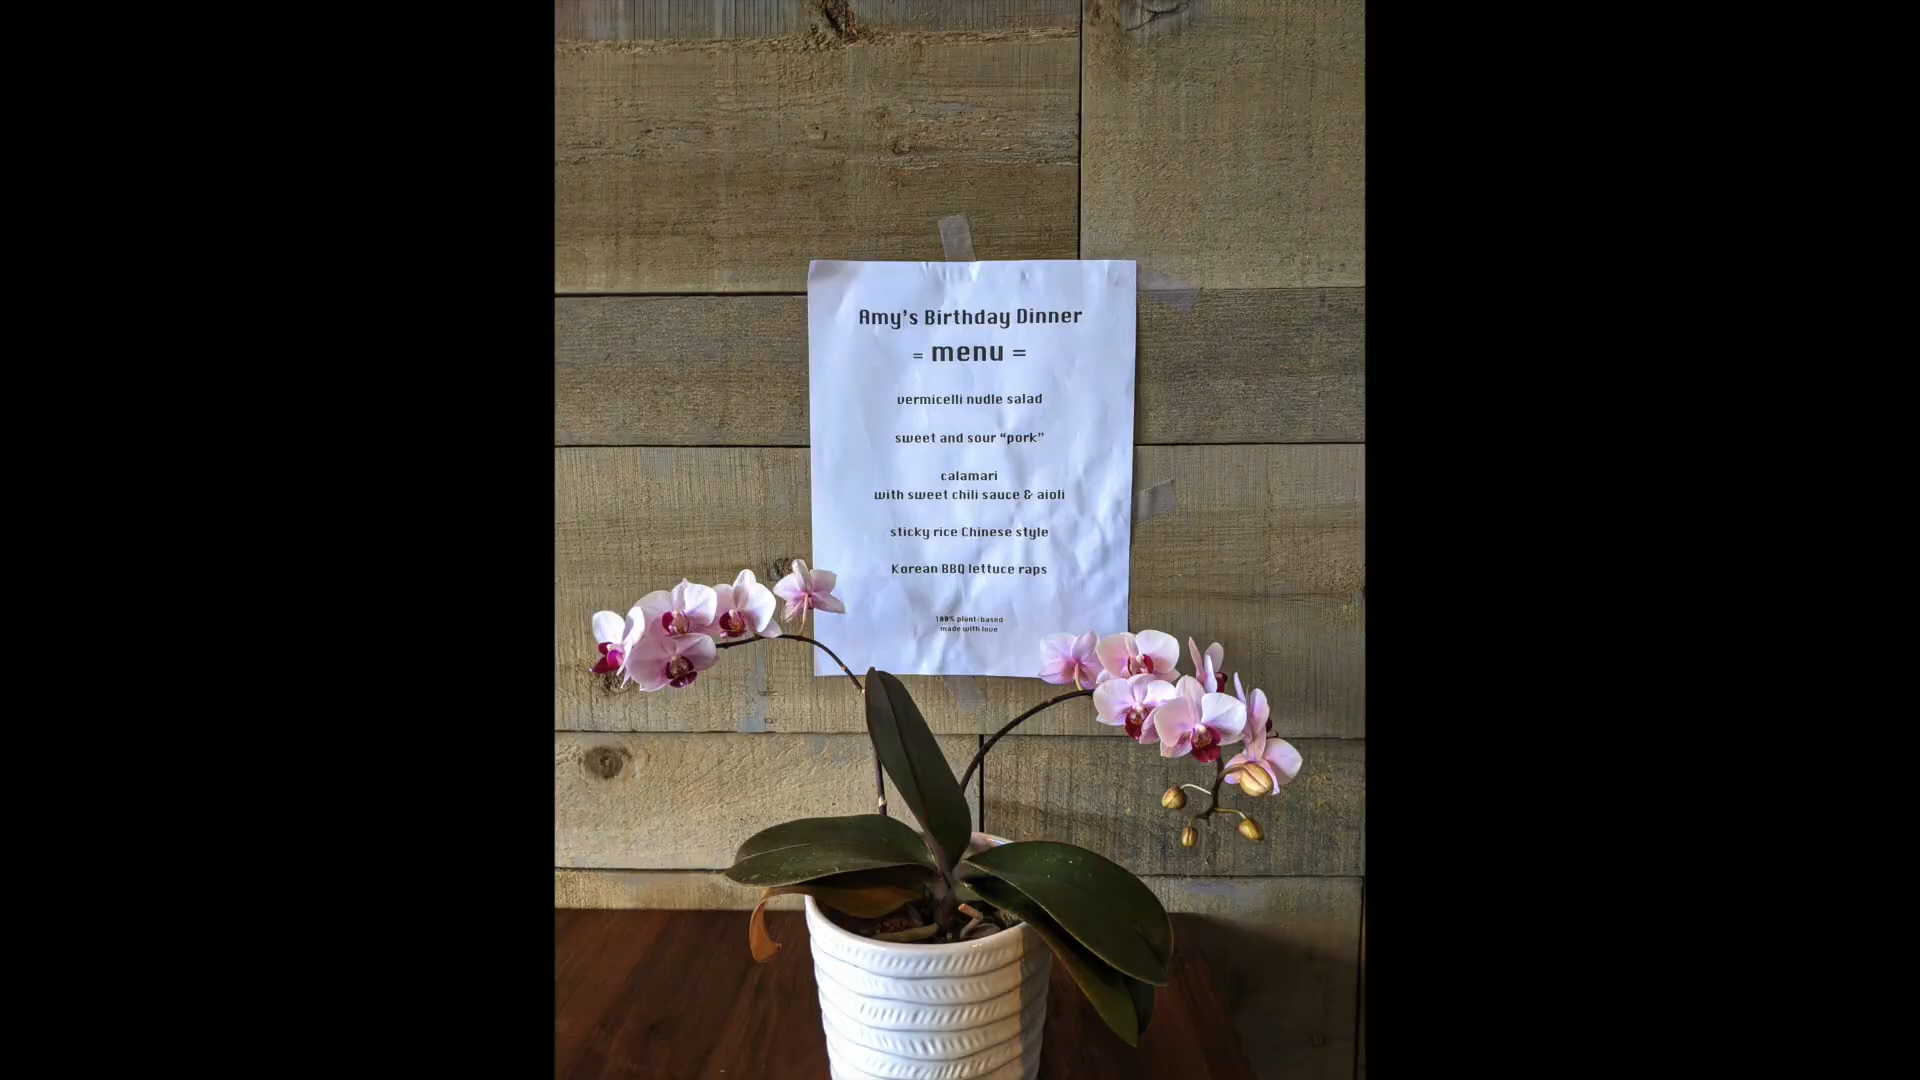 Amy's Birthday Dinner
= menu =
vermicelli nudle salad
sweet and sour “pork”
calamari
with sweet chili sauce & aioli
sticky rice Chinese style
Korean BBQ lettuce raps
100% plant-based
made with love